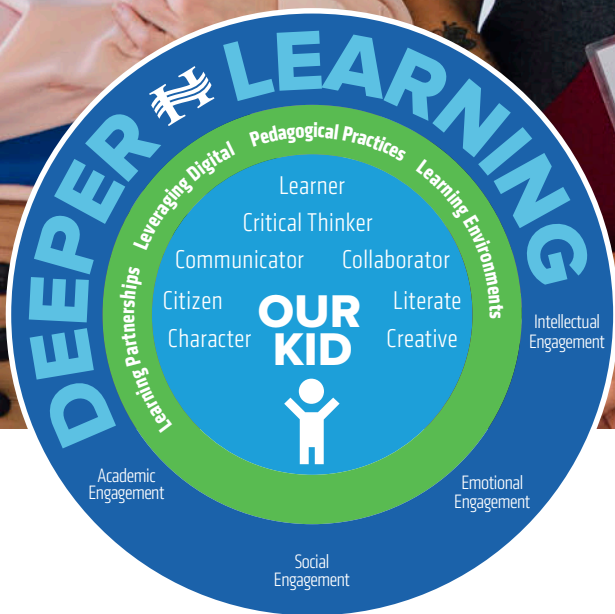 DEEPER H LEARNING
Learning Partnerships
Leveraging Digital
Pedagogical Practices
Learning Environments
Learner
Critical Thinker
Communicator Collaborator
Citizen Literate
Character Creative
OUR
KID
Intellectual
Engagement
Academic
Engagement
Emotional
Engagement
Social
Engagement